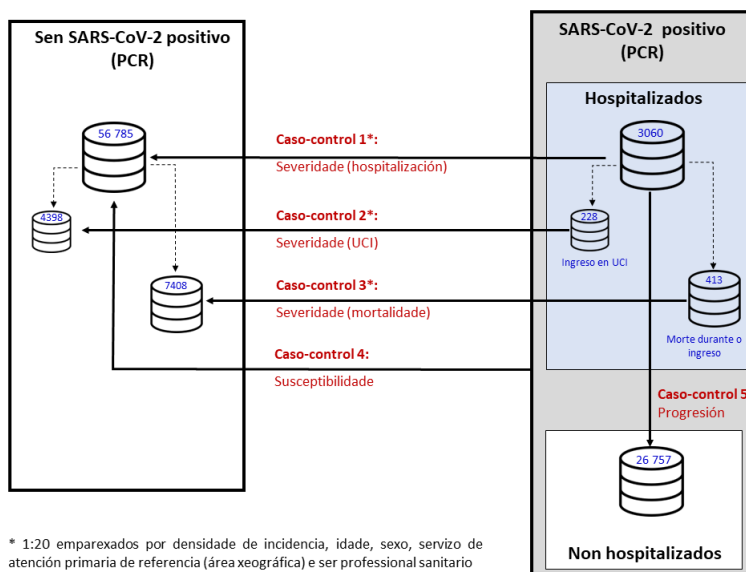 Sen SARS-CoV-2 positivo
(PCR)
56 785
4398
7408
Caso-control 1*:
Severidade (hospitalización)
Caso-control 2*:
Severidade (UCI)
Caso-control 3*:
Severidade (mortalidade)
Caso-control 4:
Susceptibilidade
SARS-CoV-2 positivo
(PCR)
Hospitalizados
3060
228
Ingreso en UCI
413
Morte durante o
ingreso
Caso-control 5
Progresión
26 757
Non hospitalizados
* 1:20 emparexados por densidade de incidencia, idade, sexo, servizo de
atención primaria de referencia (área xeográfica) e ser professional sanitario